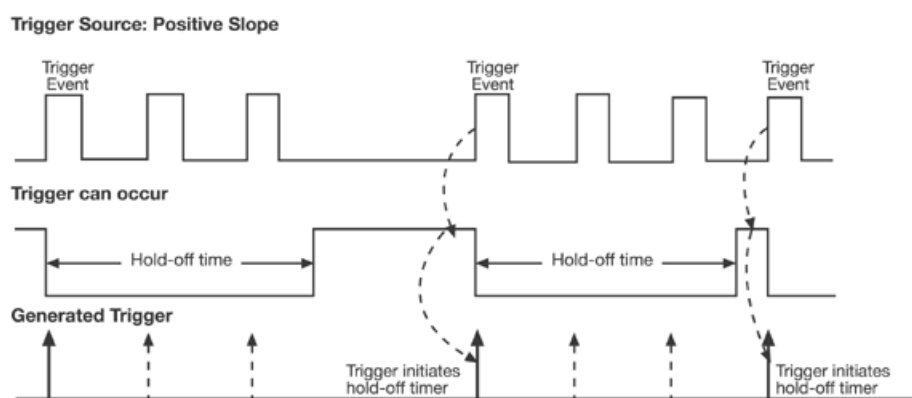 Trigger Source: Positive Slope
Trigger
Event
Trigger
Event
Trigger
Event
Trigger can occur
Hold-off time
Hold-off time
Generated Trigger
Trigger initiates
hold-off timer
Trigger initiates
hold-off timer